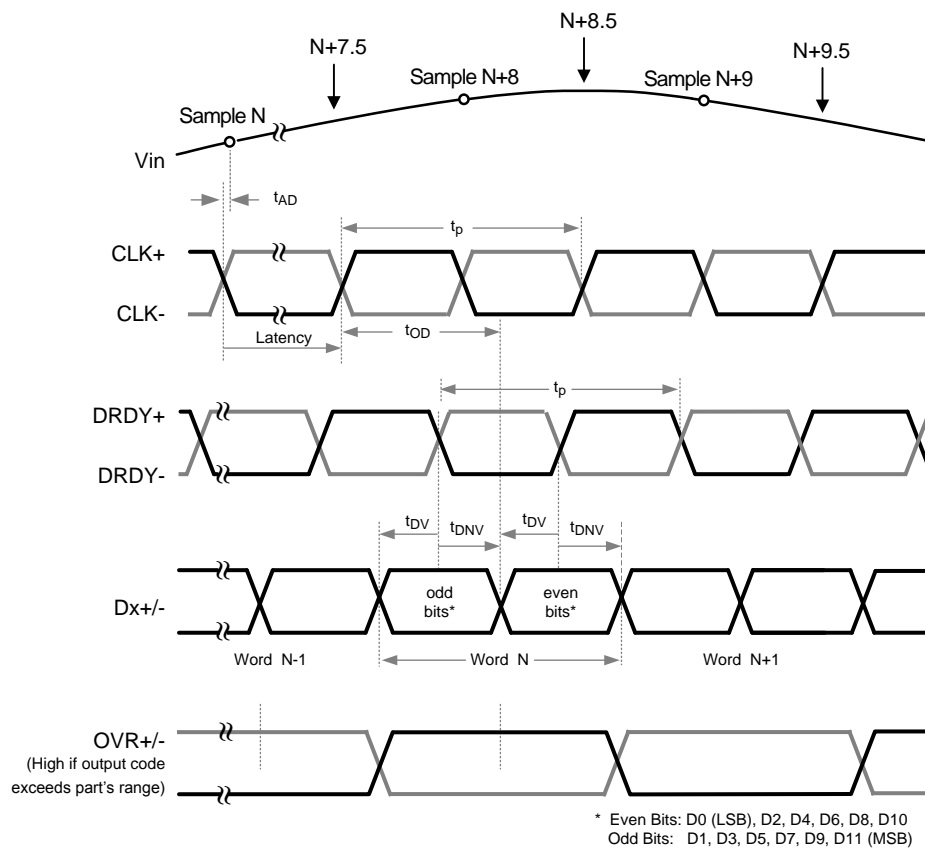 N+8.5
N+7.5
N+9.5
Sample N+8
Sample N+9
Sample N
Vin
tAD
tp
CLK+
CLK-
Latency
tOD
tp
DRDY+
DRDY-
tDV
tDNV
tDV
tDNV
Dx+/-
odd
bits*
even
bits*
Word N-1
Word N
Word N+1
OVR+/-
(High if output code
exceeds part's range)
* Even Bits: D0 (LSB), D2, D4, D6, D8, D10
Odd Bits: D1, D3, D5, D7, D9, D11 (MSB)